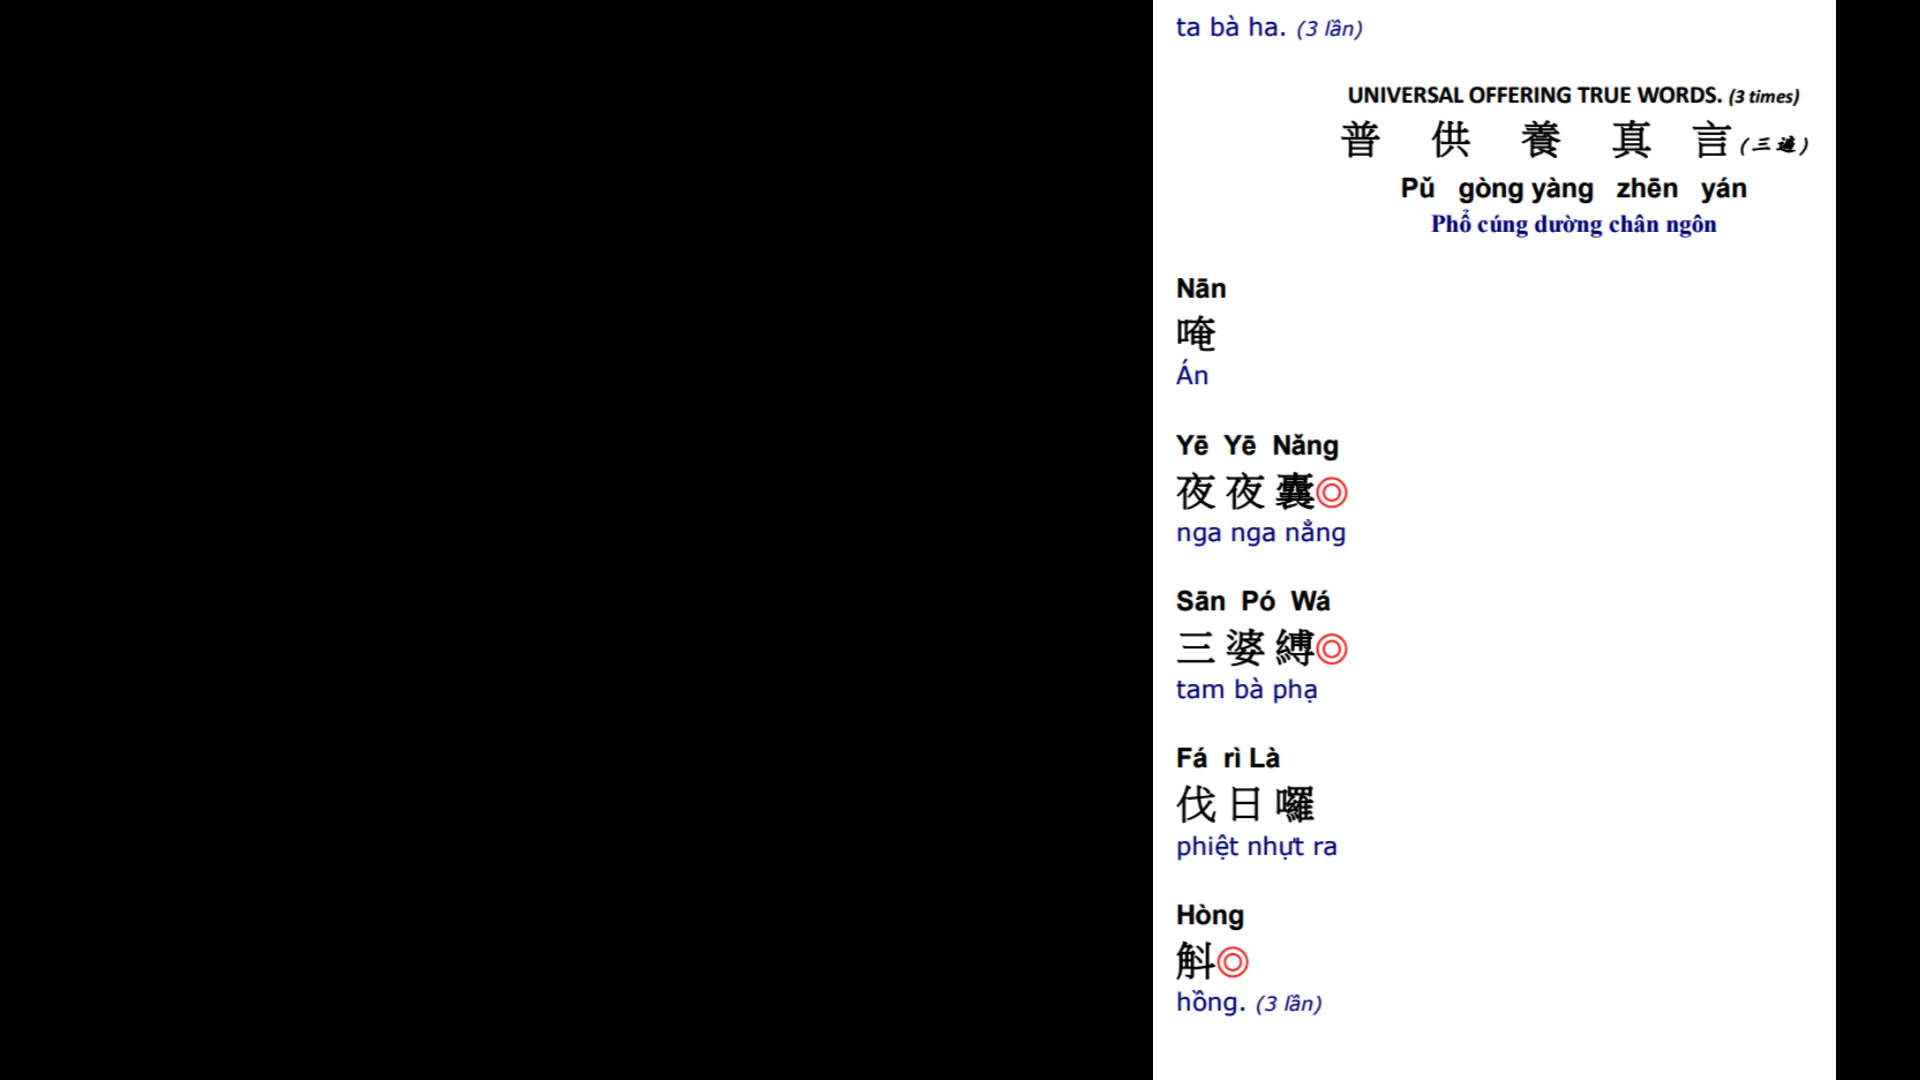 ta bà ha. (3 lần)
UNIVERSAL OFFERING TRUE WORDS. (3 times)
普 供 養 真 言 (三遍)
Pǔ gòng yàng zhēn yán
Phổ cúng dường chân ngôn
Nān
唵
Án
Yē Yē Nǎng
夜 夜 囊◎
nga nga nẳng
Sān Pó Wá
三 婆 縛◎
tam bà phạ
Fá rì Là
伐 日 囉
phiệt nhựt ra
Hòng
斛◎
hồng. (3 lần)